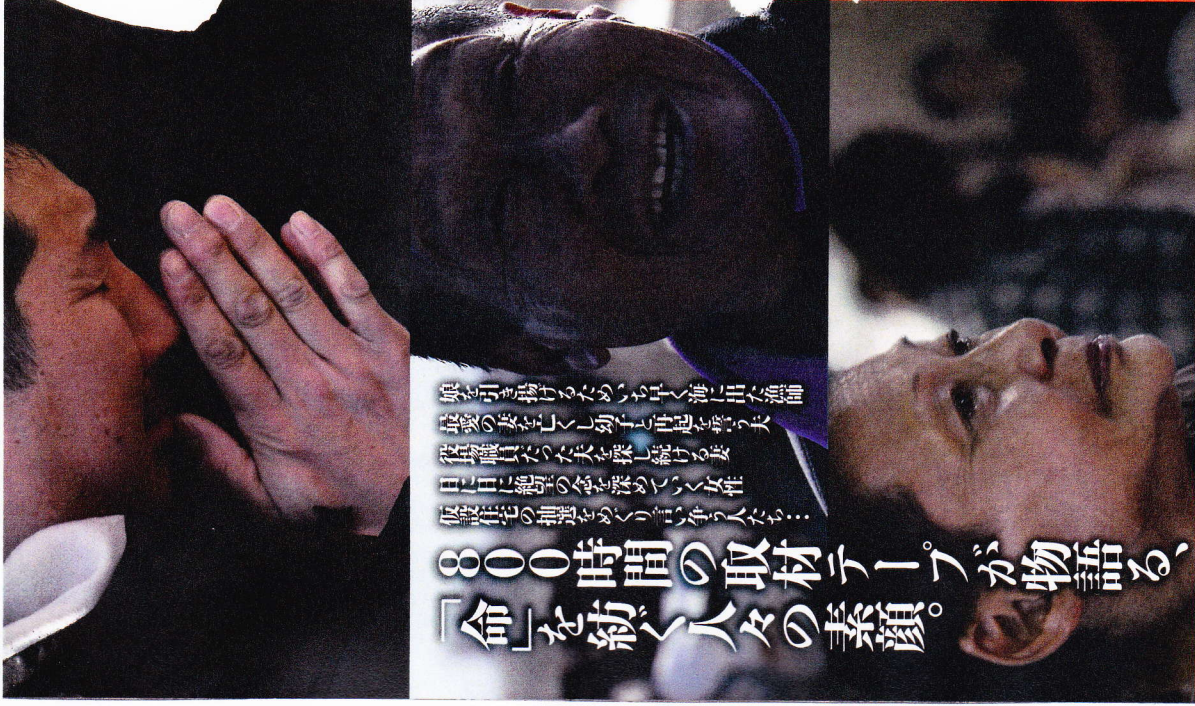 娘を引き揚げるためいち早く海に出た漁師
最愛の妻を亡くし幼子と再起を誓う夫
役場職員だった夫を探し続ける妻
日に日に絶望の念を深めていく女性
仮設住宅の抽選をめぐり言い争う人たち…
800時間の取材テープが物語る、
「命」を紡ぐ人々の素顔。